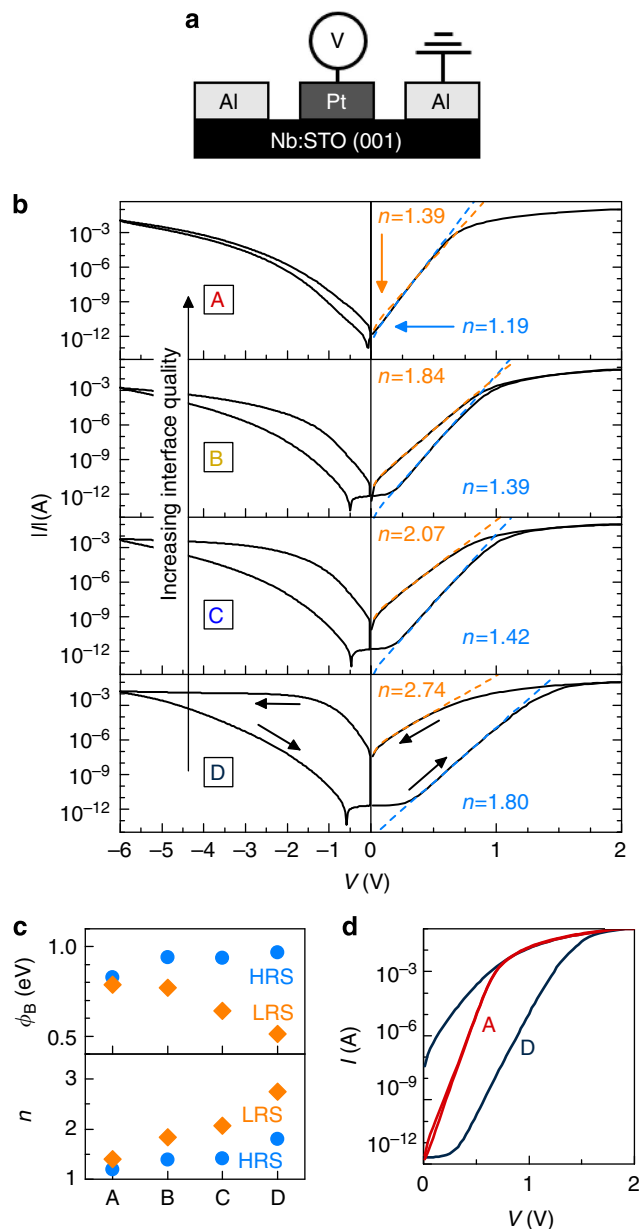 a
V
Al
Pt
Al
Nb:STO (001)
b
|I|(A)
Increasing interface quality
10⁻³
10⁻⁶
10⁻⁹
10⁻¹²
A
n=1.39
n=1.19
10⁻³
10⁻⁶
10⁻⁹
10⁻¹²
B
n=1.84
n=1.39
10⁻³
10⁻⁶
10⁻⁹
10⁻¹²
C
n=2.07
n=1.42
10⁻³
10⁻⁶
10⁻⁹
10⁻¹²
D
n=2.74
n=1.80
−6 −5 −4 −3 −2 −1 0 1 2
V (V)
c
1.0
0.5
ϕB (eV)
HRS
LRS
3
2
1
n
LRS
HRS
A B C D
d
I (A)
10⁻³
10⁻⁶
10⁻⁹
10⁻¹²
A
D
0 1 2
V (V)